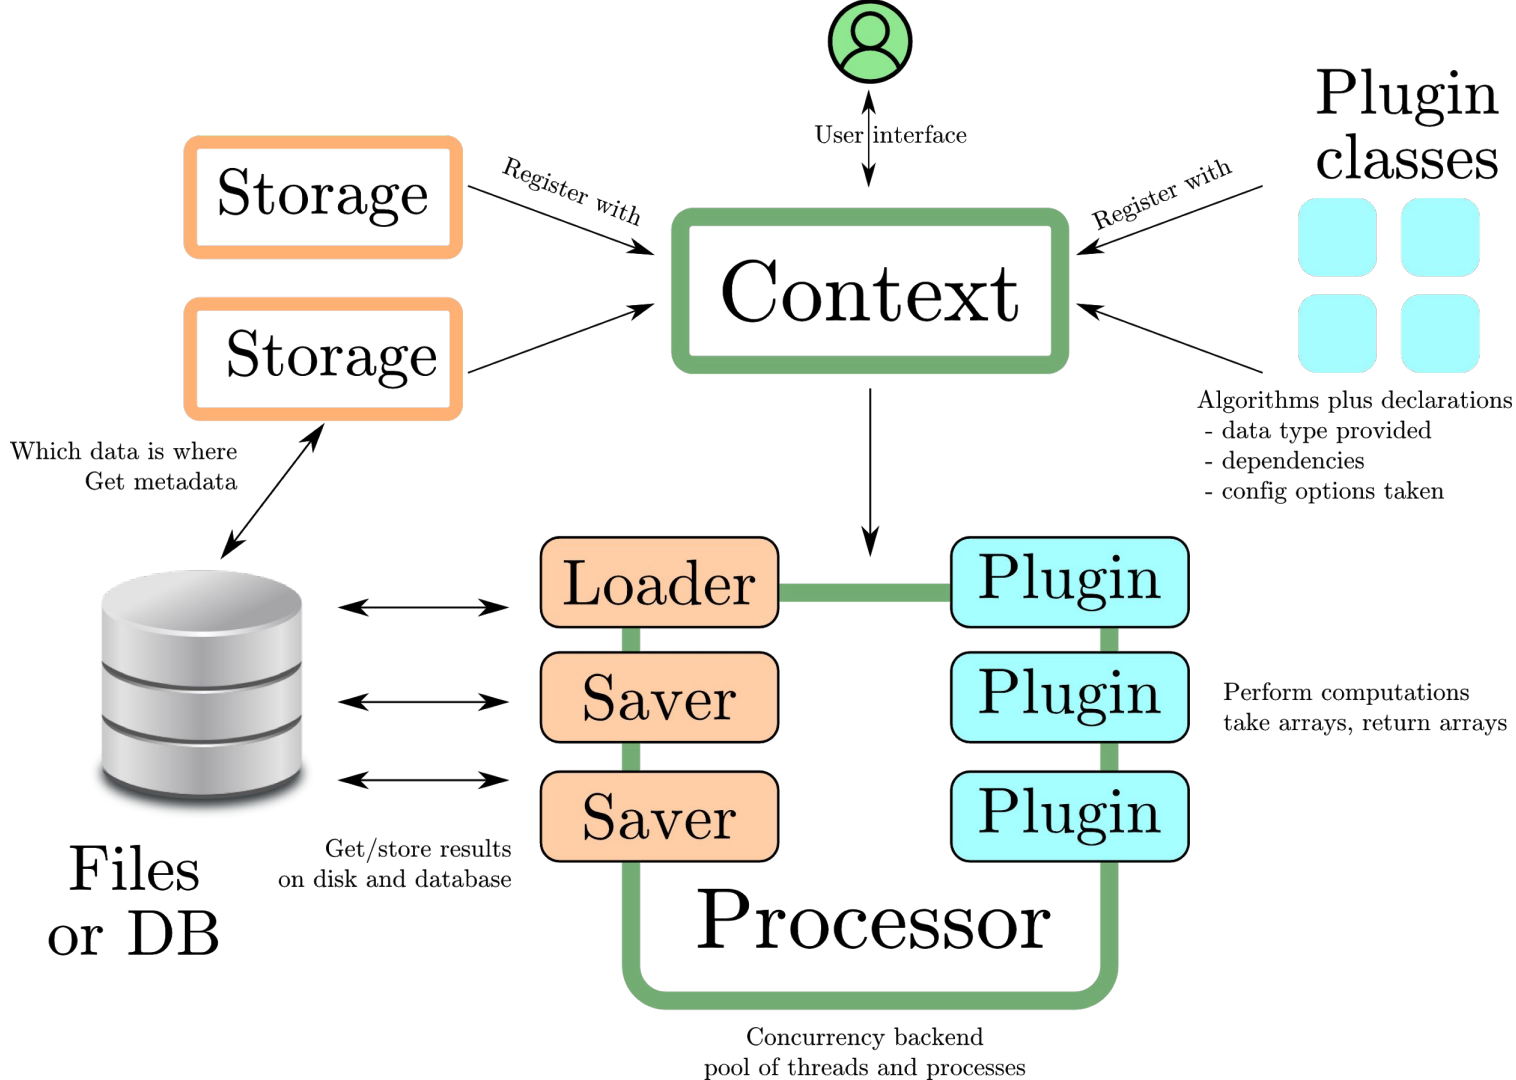 User interface
Plugin
classes
Storage
Register with
Register with
Context
Storage
Algorithms plus declarations
- data type provided
- dependencies
- config options taken
Which data is where
Get metadata
Loader
Plugin
Saver
Plugin
Perform computations
take arrays, return arrays
Saver
Plugin
Get/store results
on disk and database
Files
or DB
Processor
Concurrency backend
pool of threads and processes